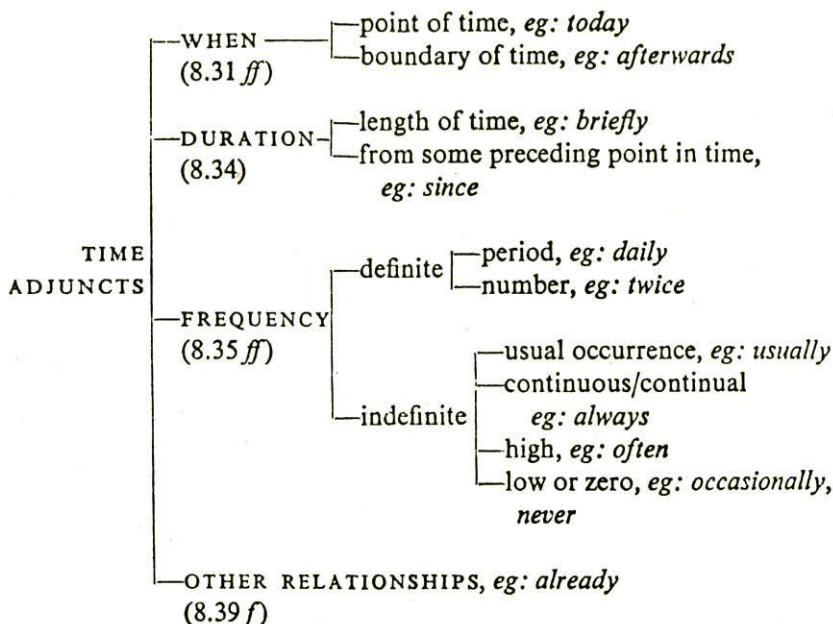 point of time, eg: today
WHEN
boundary of time, eg: afterwards
(8.31 ff)
length of time, eg: briefly
DURATION
from some preceding point in time,
(8.34)
eg: since
TIME
ADJUNCTS
definite
period, eg: daily
number, eg: twice
FREQUENCY
(8.35 ff)
usual occurrence, eg: usually
continuous/continual
eg: always
indefinite
high, eg: often
low or zero, eg: occasionally,
never
OTHER RELATIONSHIPS, eg: already
(8.39 f)